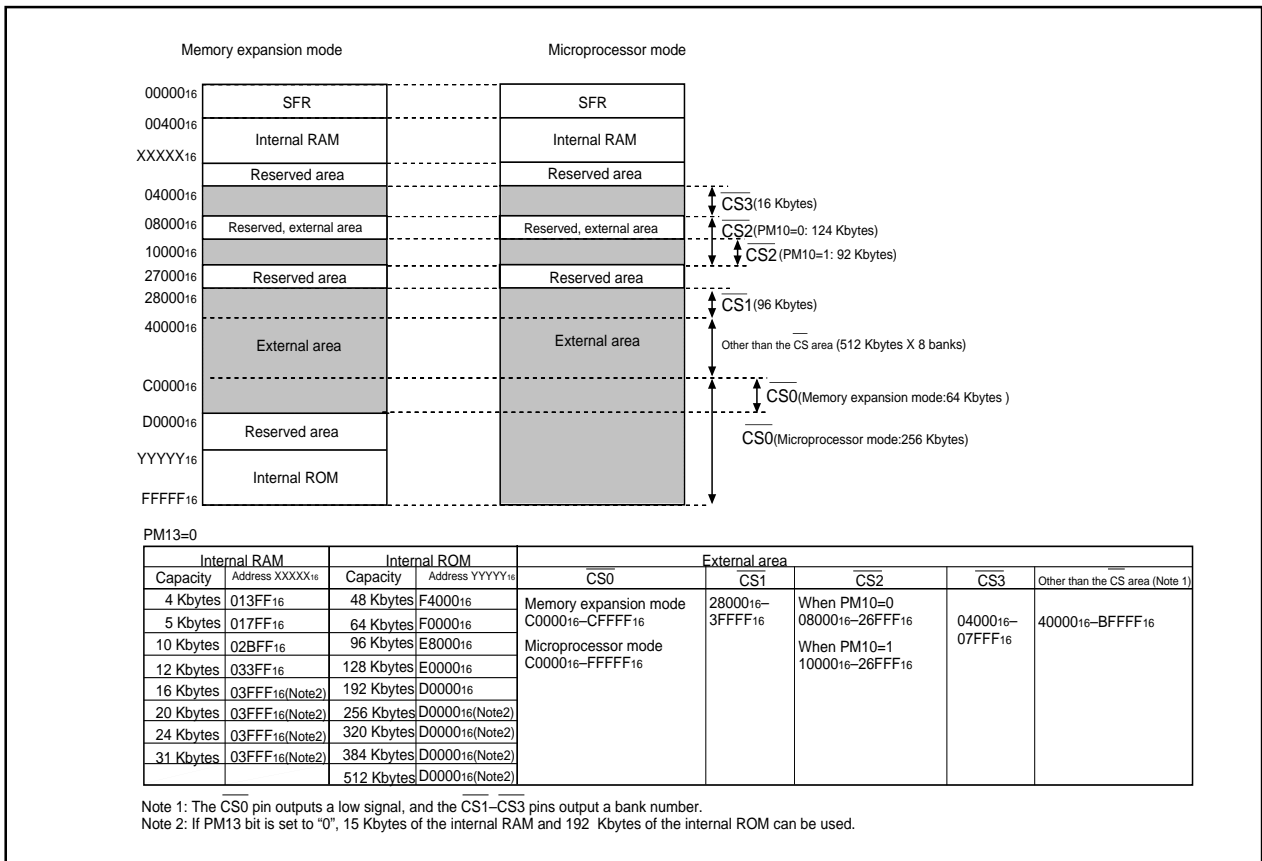 Memory expansion mode
Microprocessor mode
00000₁₆
SFR
SFR
00400₁₆
Internal RAM
Internal RAM
XXXXX₁₆
Reserved area
Reserved area
04000₁₆
CS3(16 Kbytes)
08000₁₆
Reserved, external area
Reserved, external area
CS2(PM10=0: 124 Kbytes)
10000₁₆
CS2(PM10=1: 92 Kbytes)
27000₁₆
Reserved area
Reserved area
28000₁₆
CS1(96 Kbytes)
40000₁₆
External area
External area
Other than the CS area (512 Kbytes X 8 banks)
C0000₁₆
CS0(Memory expansion mode:64 Kbytes )
D0000₁₆
Reserved area
CS0(Microprocessor mode:256 Kbytes)
YYYYY₁₆
Internal ROM
FFFFF₁₆
PM13=0
Internal RAM Internal ROM External area
Capacity Address XXXXX₁₆ Capacity Address YYYYY₁₆ CS0 CS1 CS2 CS3 Other than the CS area (Note 1)
4 Kbytes 013FF₁₆ 48 Kbytes F4000₁₆ Memory expansion mode 28000₁₆– When PM10=0
C0000₁₆–CFFFF₁₆ 3FFFF₁₆ 08000₁₆–26FFF₁₆ 04000₁₆– 40000₁₆–BFFFF₁₆
5 Kbytes 017FF₁₆ 64 Kbytes F0000₁₆
07FFF₁₆
10 Kbytes 02BFF₁₆ 96 Kbytes E8000₁₆ Microprocessor mode When PM10=1
12 Kbytes 033FF₁₆ 128 Kbytes E0000₁₆ C0000₁₆–FFFFF₁₆ 10000₁₆–26FFF₁₆
16 Kbytes 03FFF₁₆(Note2) 192 Kbytes D0000₁₆
20 Kbytes 03FFF₁₆(Note2) 256 Kbytes D0000₁₆(Note2)
24 Kbytes 03FFF₁₆(Note2) 320 Kbytes D0000₁₆(Note2)
31 Kbytes 03FFF₁₆(Note2) 384 Kbytes D0000₁₆(Note2)
512 Kbytes D0000₁₆(Note2)
Note 1: The CS0 pin outputs a low signal, and the CS1–CS3 pins output a bank number.
Note 2: If PM13 bit is set to “0”, 15 Kbytes of the internal RAM and 192 Kbytes of the internal ROM can be used.